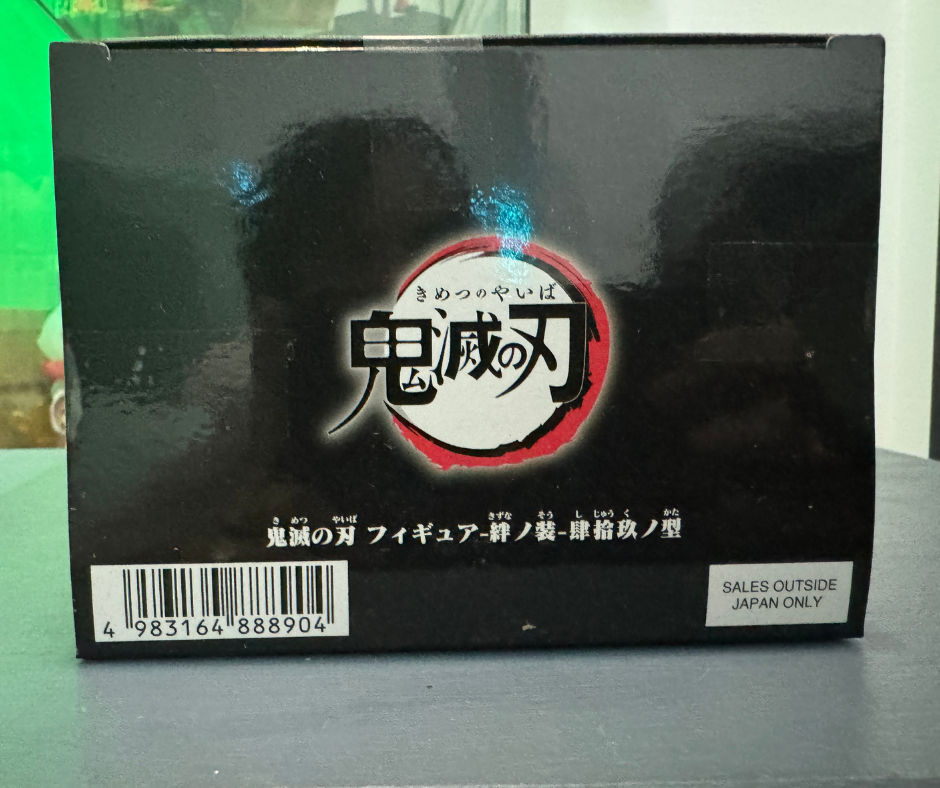 きめつのやいば
鬼滅の刃
き めつ やいば きずな そう し じゅう く かた
鬼滅の刃 フィギュア-絆ノ装-肆拾玖ノ型
4 983164 888904
SALES OUTSIDE
JAPAN ONLY